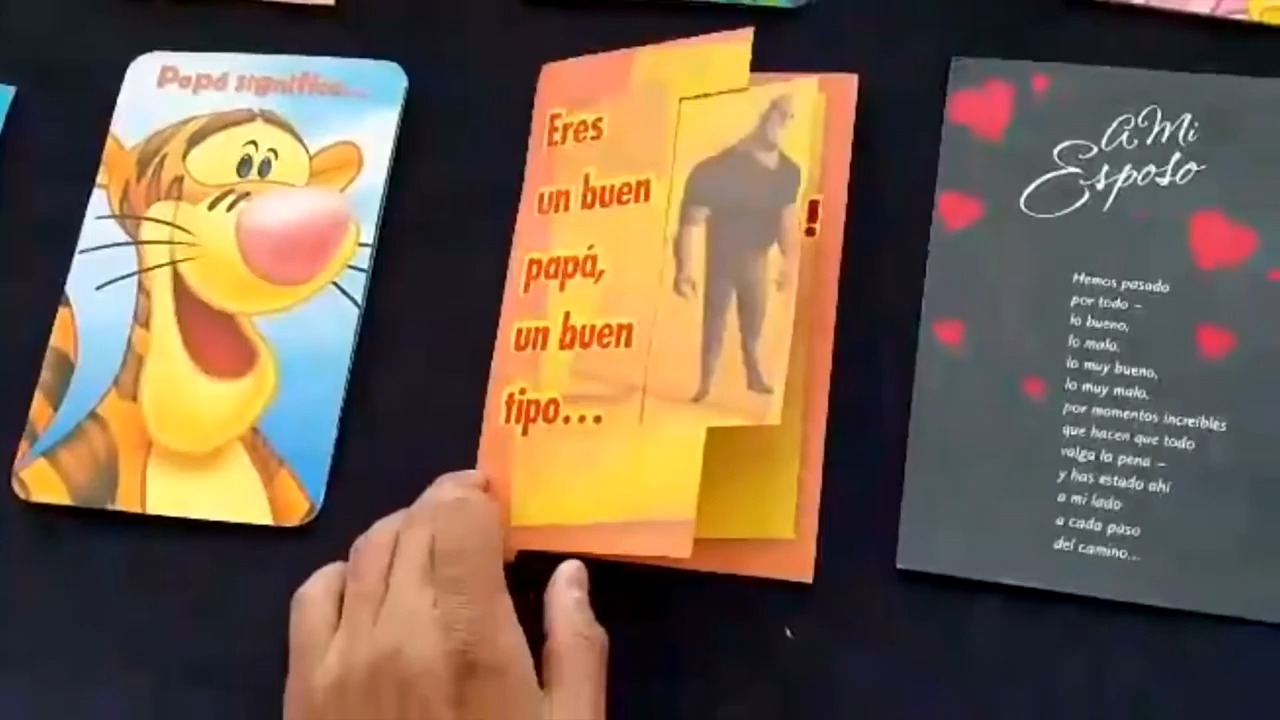 Papá significa...
Eres
un buen
papá,
un buen
tipo...
!
A Mi
Esposo
Hemos pasado
por todo –
lo bueno,
lo malo,
lo muy bueno,
lo muy malo,
por momentos increíbles
que hacen que todo
valga la pena –
y has estado ahí
a mi lado
a cada paso
del camino...